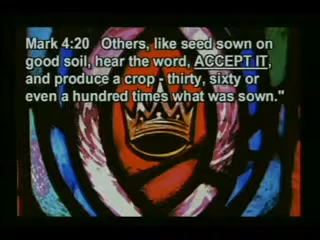 Mark 4:20 Others, like seed sown on
good soil, hear the word, ACCEPT IT,
and produce a crop - thirty, sixty or
even a hundred times what was sown."